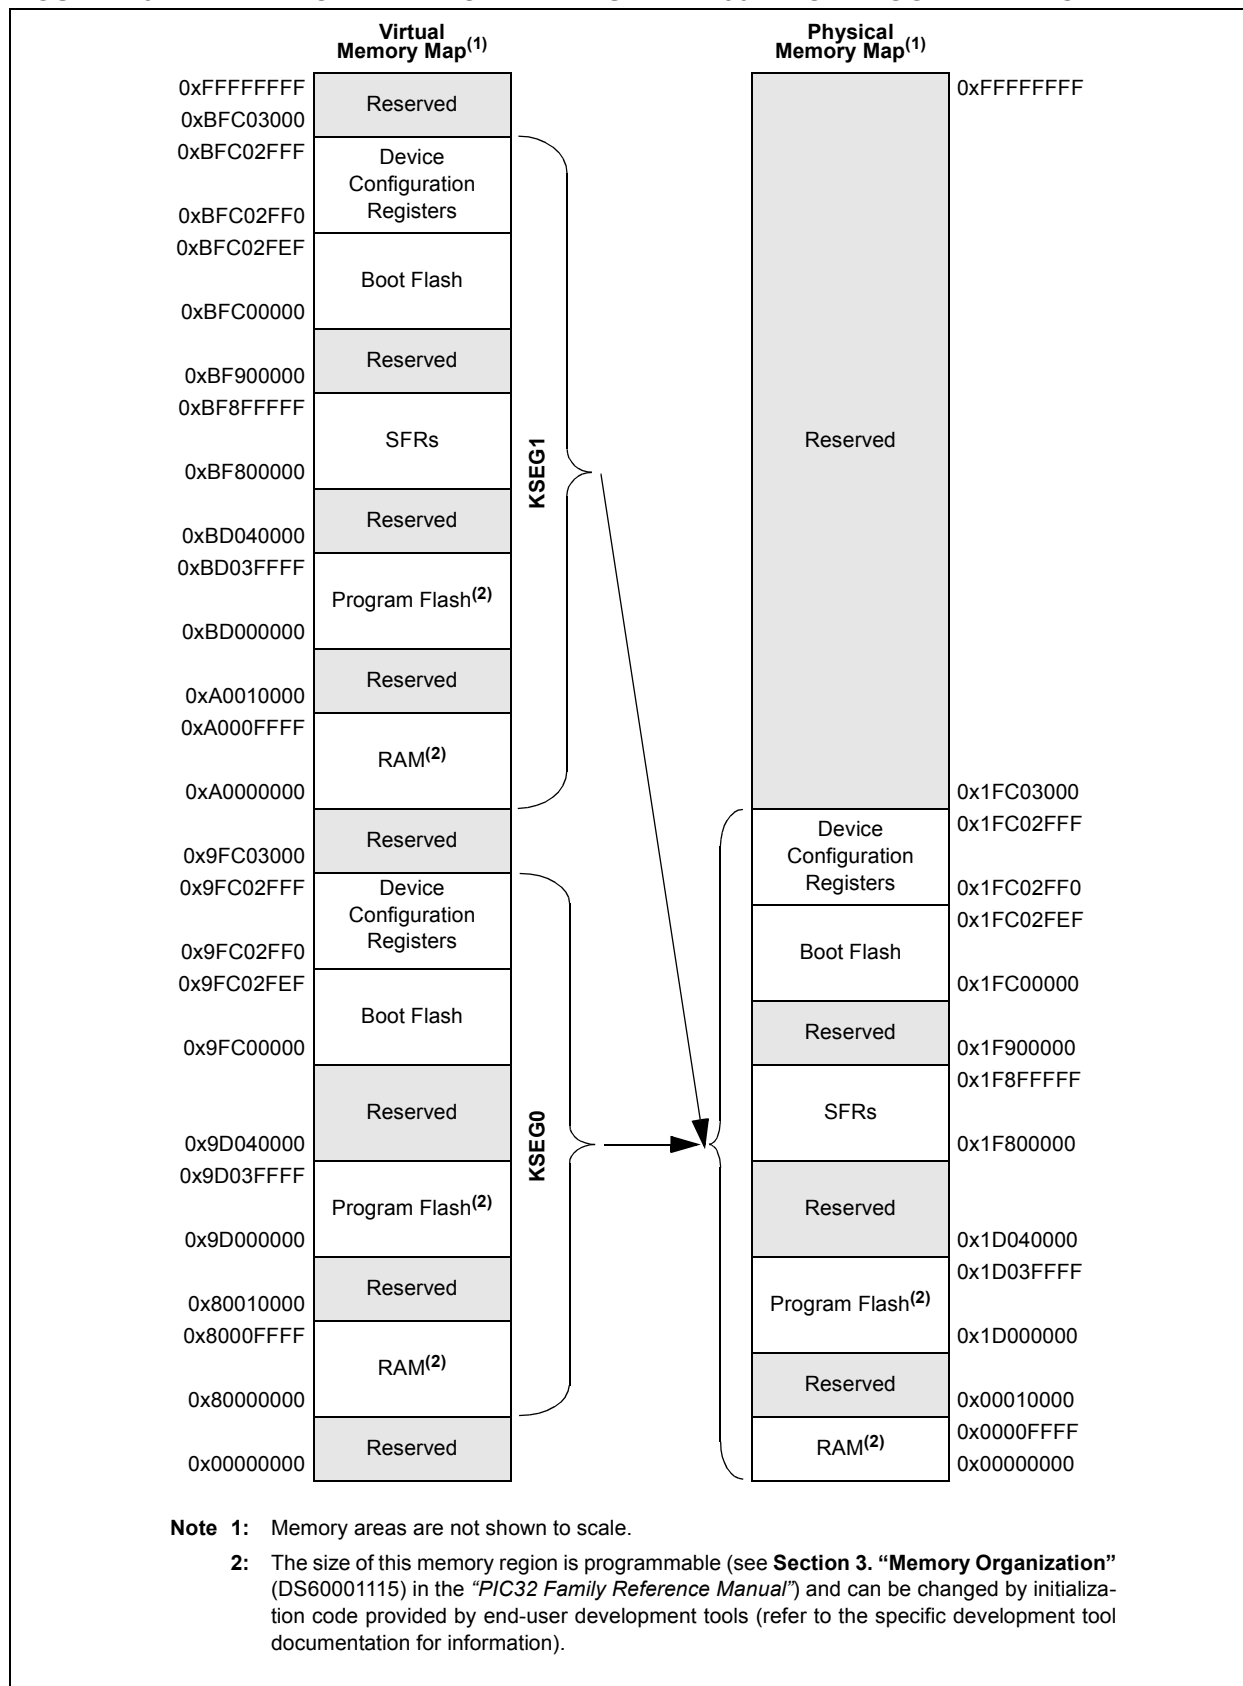 Virtual
Memory Map(1)
0xFFFFFFFF
Reserved
0xBFC03000
0xBFC02FFF
Device
Configuration
Registers
0xBFC02FF0
0xBFC02FEF
Boot Flash
0xBFC00000
Reserved
0xBF900000
0xBF8FFFFF
SFRs
0xBF800000
Reserved
0xBD040000
0xBD03FFFF
Program Flash(2)
0xBD000000
Reserved
0xA0010000
0xA000FFFF
RAM(2)
0xA0000000
Reserved
0x9FC03000
0x9FC02FFF
Device
Configuration
Registers
0x9FC02FF0
0x9FC02FEF
Boot Flash
0x9FC00000
Reserved
0x9D040000
0x9D03FFFF
Program Flash(2)
0x9D000000
Reserved
0x80010000
0x8000FFFF
RAM(2)
0x80000000
Reserved
0x00000000
KSEG1
KSEG0
Physical
Memory Map(1)
0xFFFFFFFF
Reserved
0x1FC03000
0x1FC02FFF
Device
Configuration
Registers
0x1FC02FF0
0x1FC02FEF
Boot Flash
0x1FC00000
Reserved
0x1F900000
0x1F8FFFFF
SFRs
0x1F800000
Reserved
0x1D040000
0x1D03FFFF
Program Flash(2)
0x1D000000
Reserved
0x00010000
0x0000FFFF
RAM(2)
0x00000000
Note 1: Memory areas are not shown to scale.
2: The size of this memory region is programmable (see Section 3. “Memory Organization”
(DS60001115) in the “PIC32 Family Reference Manual”) and can be changed by initializa-
tion code provided by end-user development tools (refer to the specific development tool
documentation for information).